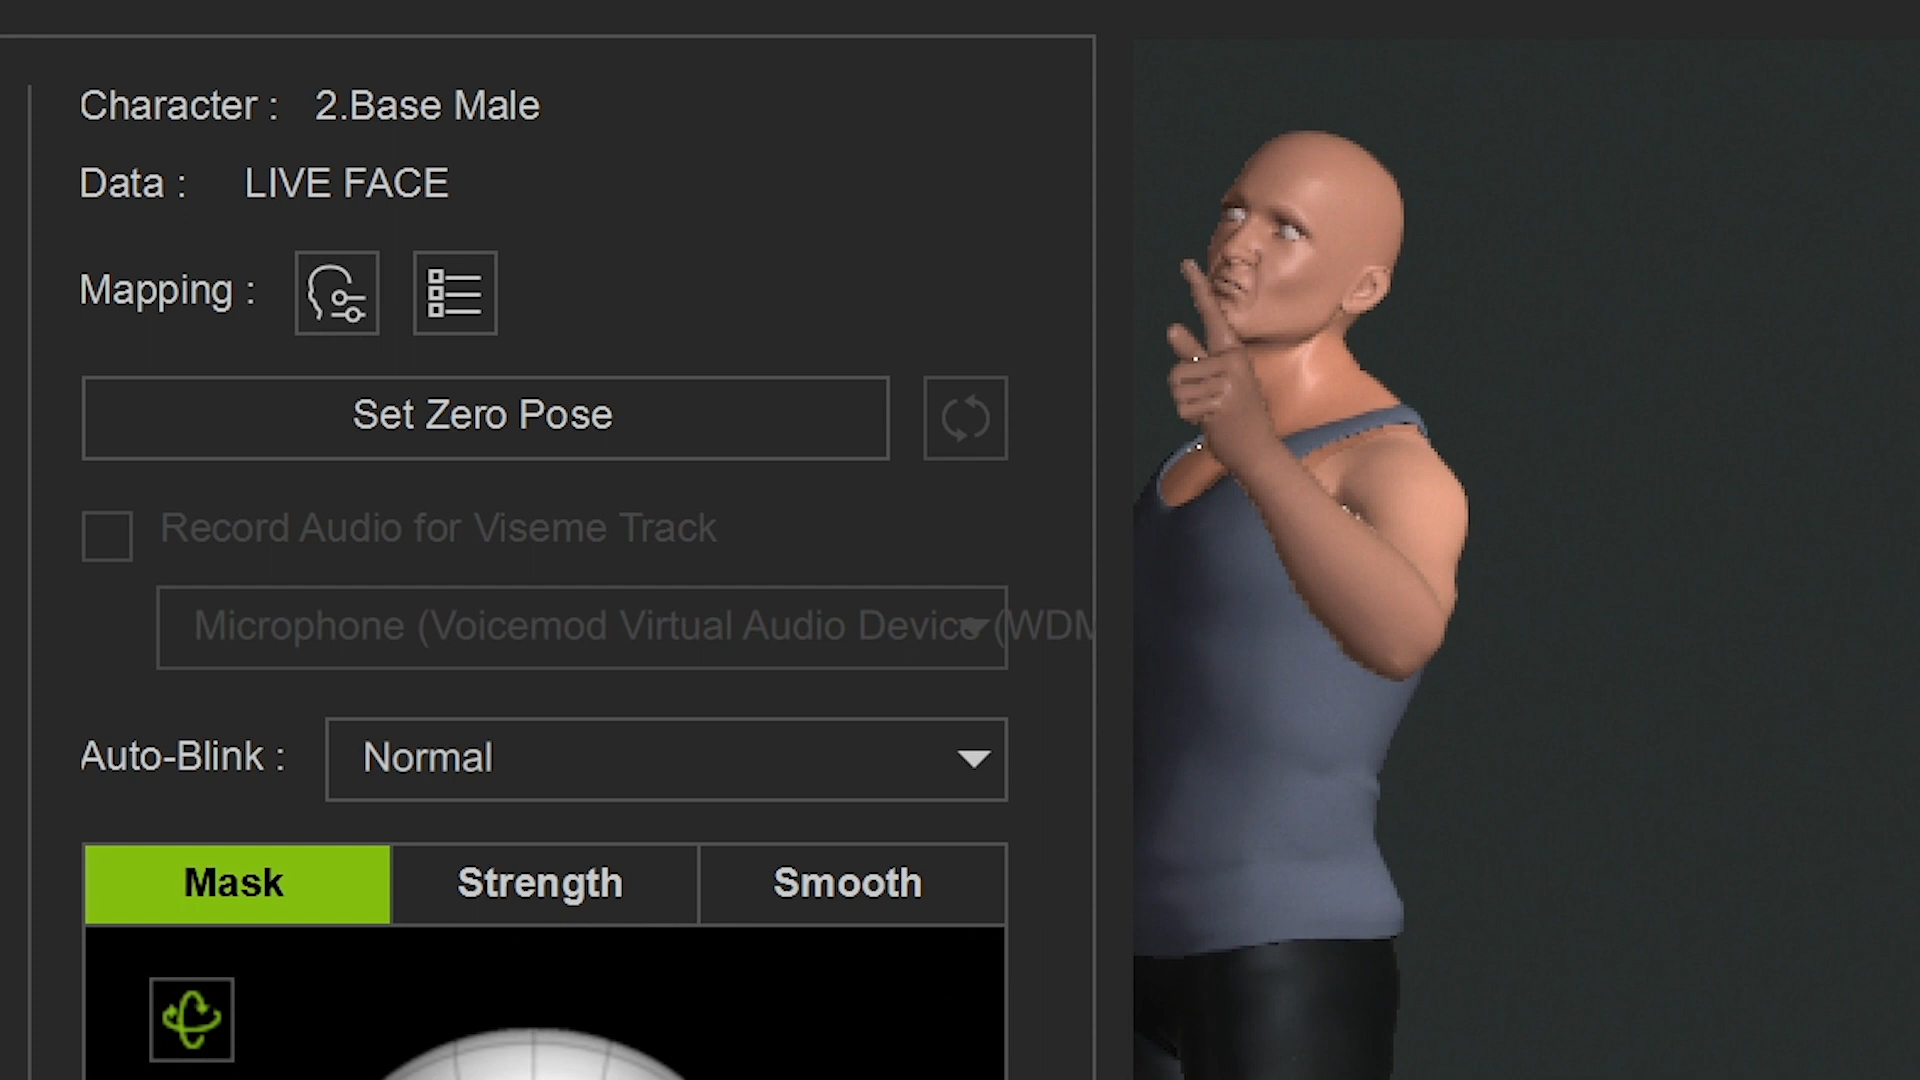 Character : 2.Base Male
Data : LIVE FACE
Mapping :
Set Zero Pose
Record Audio for Viseme Track
Microphone (Voicemod Virtual Audio Device (WDM
Auto-Blink : Normal
Mask Strength Smooth